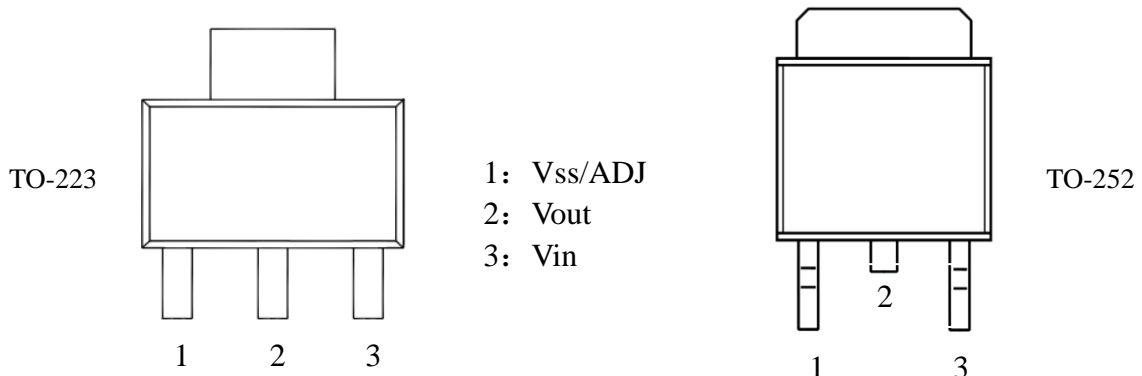 TO-223
1 2 3
1：Vss/ADJ
2：Vout
3：Vin
TO-252
2
1 3